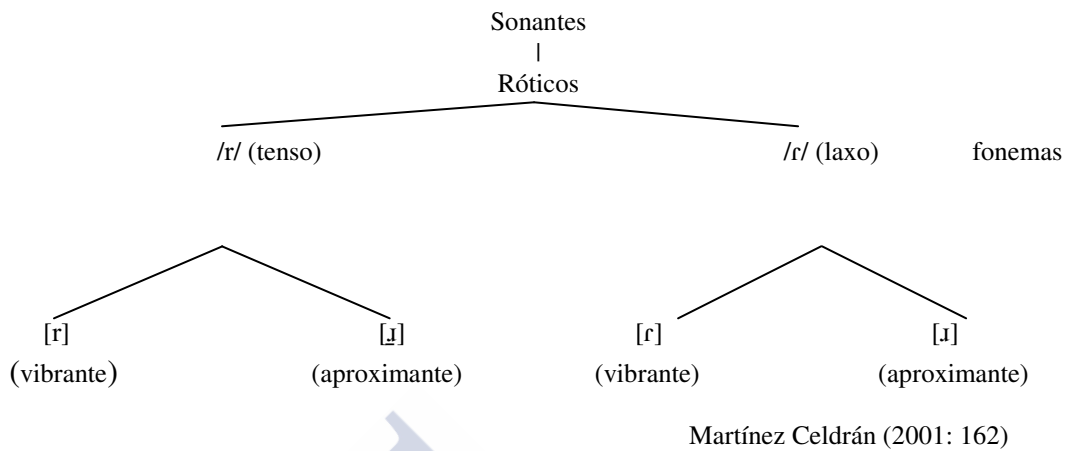 Sonantes
Róticos
/r/ (tenso) /ɾ/ (laxo) fonemas
[r] [ɹ̱] [ɾ] [ɹ]
(vibrante) (aproximante) (vibrante) (aproximante)
Martínez Celdrán (2001: 162)